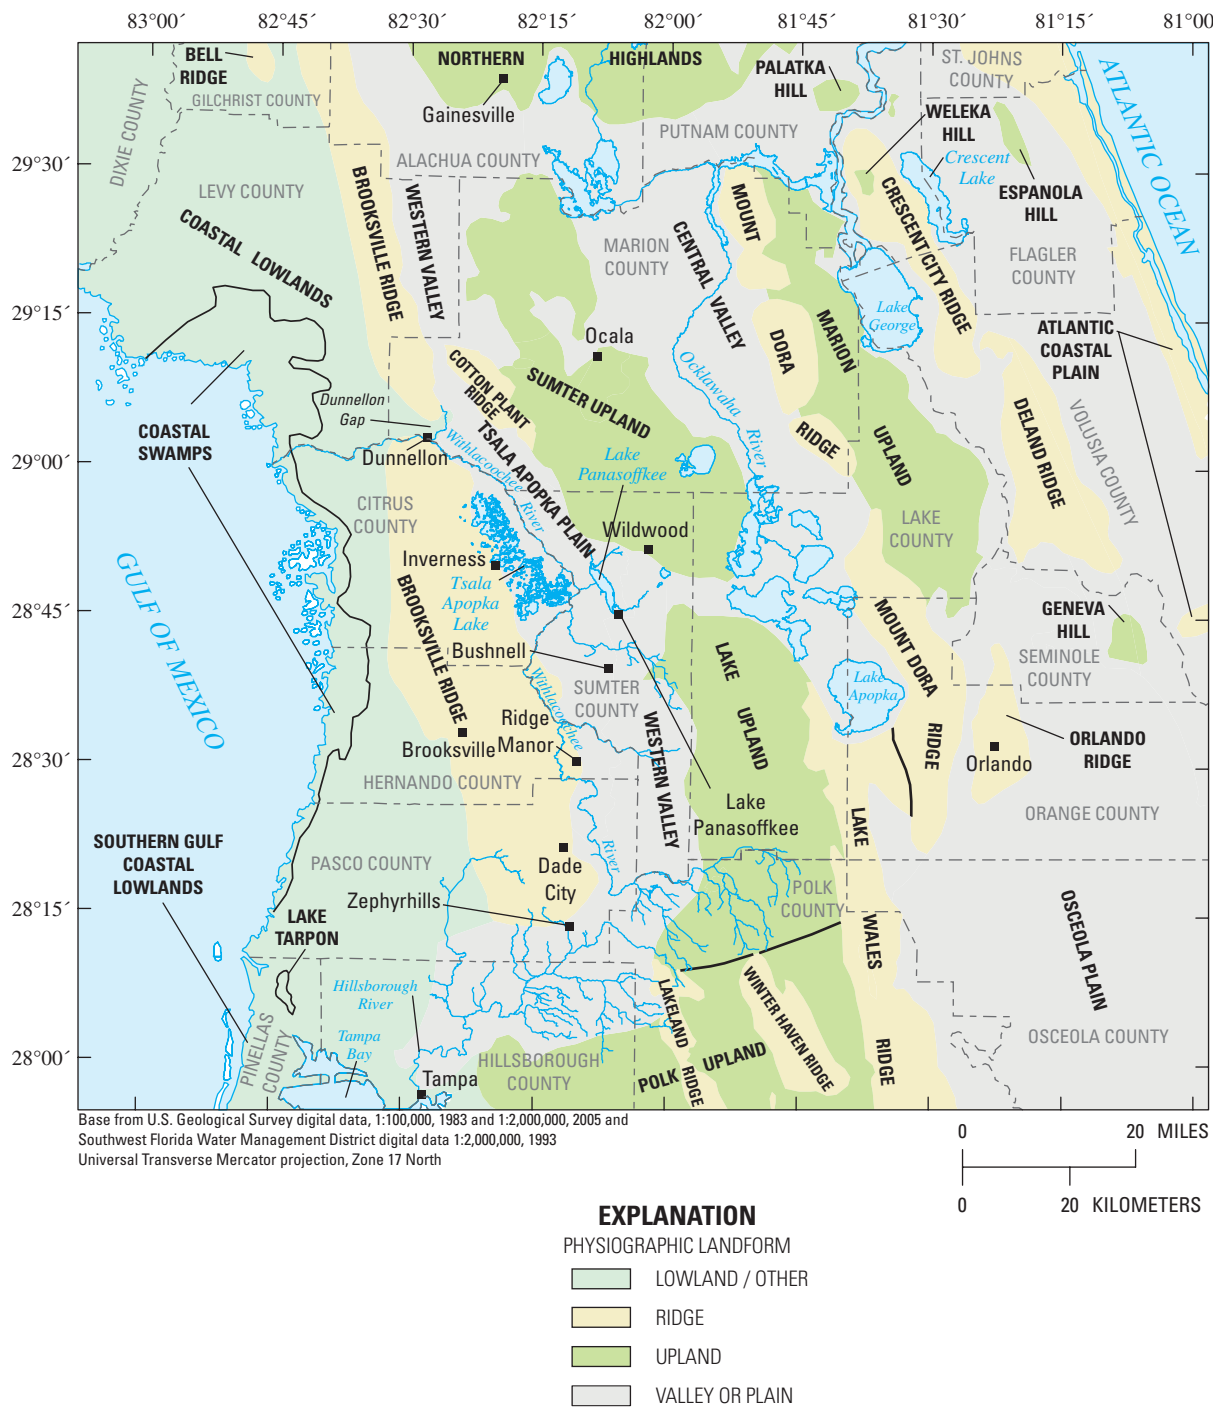 83°00´ 82°45´ 82°30´ 82°15´ 82°00´ 81°45´ 81°30´ 81°15´ 81°00´
29°30´
29°15´
29°00´
28°45´
28°30´
28°15´
28°00´
BELL
RIDGE
GILCHRIST COUNTY
DIXIE COUNTY
NORTHERN
HIGHLANDS
Gainesville
ALACHUA COUNTY
PALATKA
HILL
PUTNAM COUNTY
ST. JOHNS
COUNTY
WELEKA
HILL
Crescent
Lake
ESPANOLA
HILL
FLAGLER
COUNTY
ATLANTIC OCEAN
LEVY COUNTY
COASTAL LOWLANDS
BROOKSVILLE RIDGE
WESTERN VALLEY
MARION
COUNTY
CENTRAL VALLEY
MOUNT
DORA
RIDGE
MARION
UPLAND
CRESCENT CITY RIDGE
Lake
George
ATLANTIC
COASTAL
PLAIN
Ocala
COTTON PLANT
RIDGE
SUMTER UPLAND
Ocklawaha
River
DELAND RIDGE
VOLUSIA COUNTY
COASTAL
SWAMPS
Dunnellon
Gap
Dunnellon
Withlacoochee
River
TSALA APOPKA PLAIN
Lake
Panasoffkee
CITRUS
COUNTY
Wildwood
LAKE
COUNTY
Inverness
Tsala
Apopka
Lake
BROOKSVILLE RIDGE
GULF OF MEXICO
Bushnell
SUMTER
COUNTY
Withlacoochee
River
LAKE
UPLAND
MOUNT DORA
RIDGE
Lake
Apopka
GENEVA
HILL
SEMINOLE
COUNTY
Ridge
Manor
Brooksville
HERNANDO COUNTY
WESTERN VALLEY
Lake
Panasoffkee
Orlando
ORLANDO
RIDGE
ORANGE COUNTY
SOUTHERN GULF
COASTAL
LOWLANDS
PASCO COUNTY
Dade
City
Zephyrhills
LAKE
WALES
RIDGE
POLK
COUNTY
OSCEOLA PLAIN
OSCEOLA COUNTY
LAKE
TARPON
Hillsborough
River
Tampa
Bay
PINELLAS
COUNTY
Tampa
HILLSBOROUGH
COUNTY
LAKELAND
RIDGE
POLK UPLAND
WINTER HAVEN RIDGE
Base from U.S. Geological Survey digital data, 1:100,000, 1983 and 1:2,000,000, 2005 and
Southwest Florida Water Management District digital data 1:2,000,000, 1993
Universal Transverse Mercator projection, Zone 17 North
0 20 MILES
0 20 KILOMETERS
EXPLANATION
PHYSIOGRAPHIC LANDFORM
LOWLAND / OTHER
RIDGE
UPLAND
VALLEY OR PLAIN